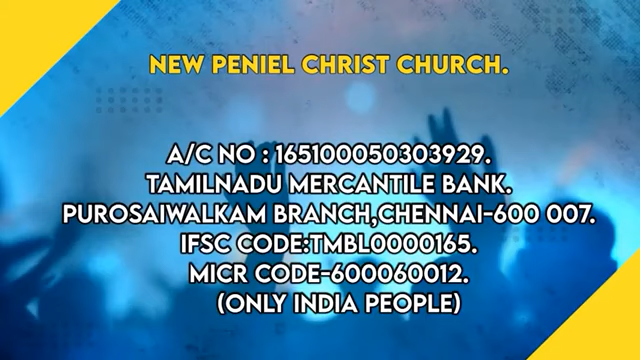 NEW PENIEL CHRIST CHURCH.
A/C NO : 165100050303929.
TAMILNADU MERCANTILE BANK.
PUROSAIWALKAM BRANCH,CHENNAI-600 007.
IFSC CODE:TMBL0000165.
MICR CODE-600060012.
(ONLY INDIA PEOPLE)